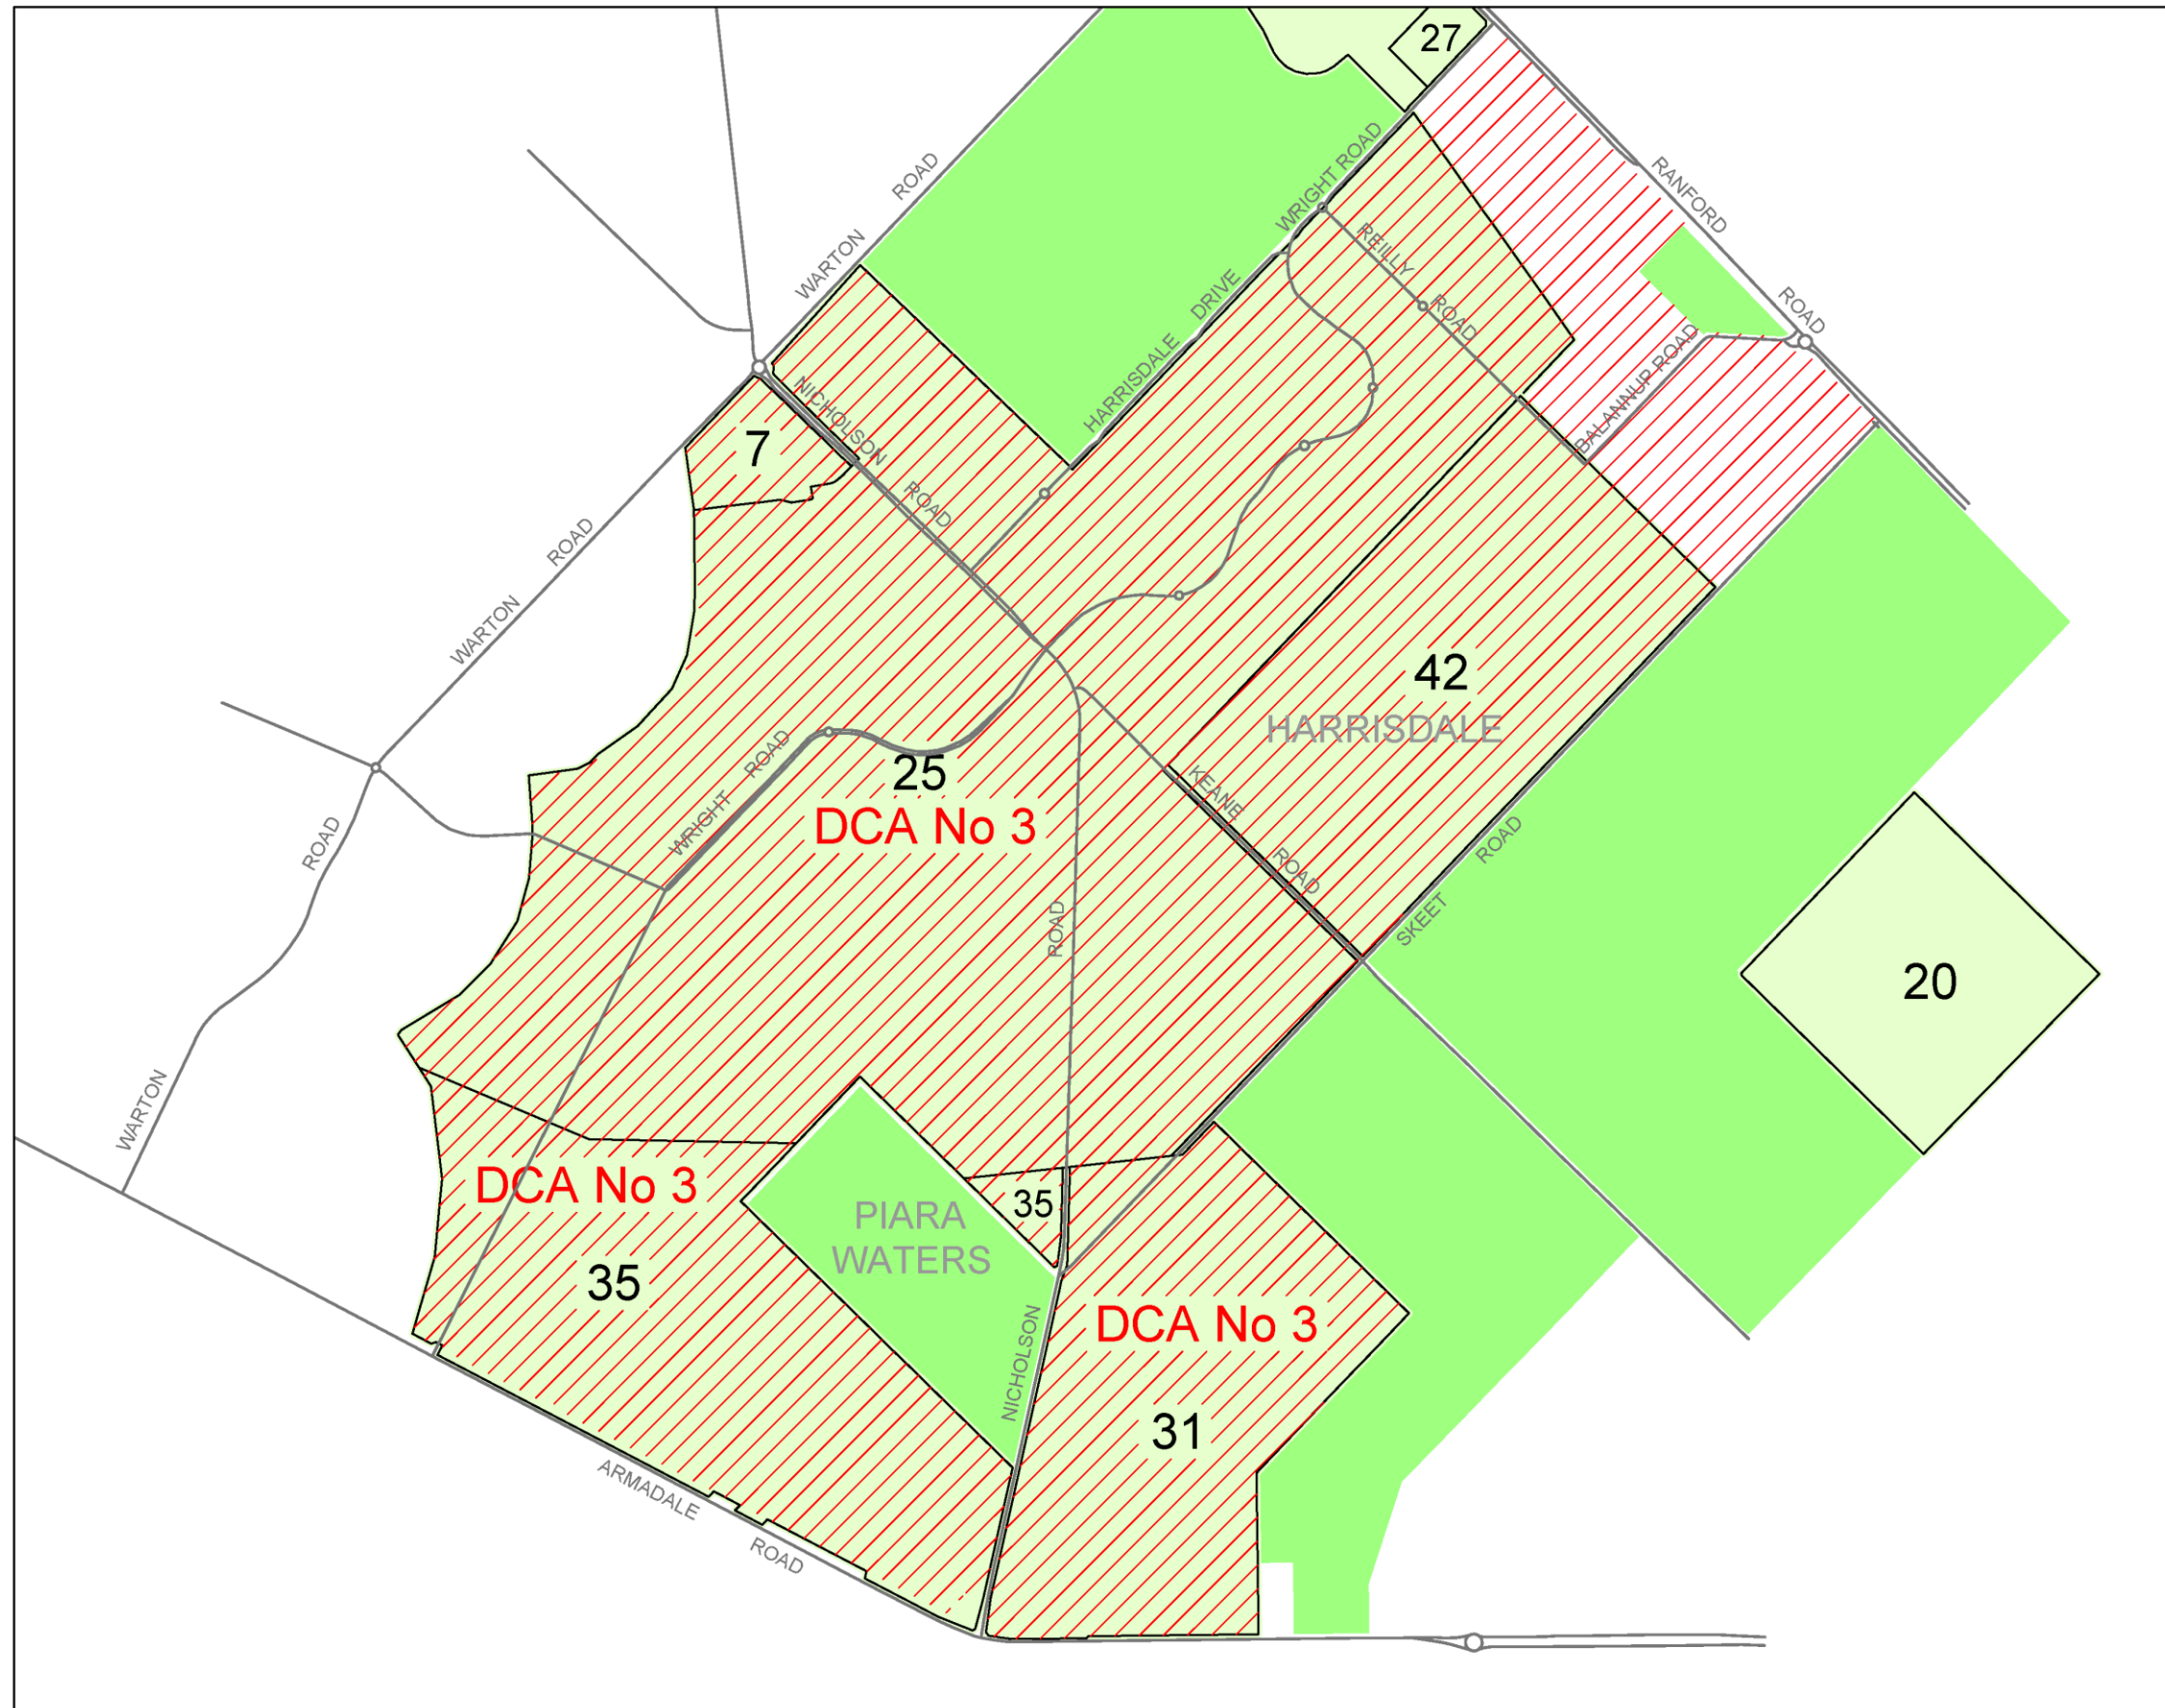 27
WRIGHT ROAD
RANFORD
ROAD
WARTON
ROAD
REILLY
ROAD
HARRISDALE
DRIVE
BALANNUP ROAD
7
NICHOLSON
ROAD
WARTON
ROAD
42
HARRISDALE
WRIGHT
ROAD
25
DCA No 3
KEANE
ROAD
ROAD
SKEET
ROAD
20
WARTON
ROAD
DCA No 3
35
PIARA
WATERS
35
NICHOLSON
DCA No 3
31
ARMADALE
ROAD